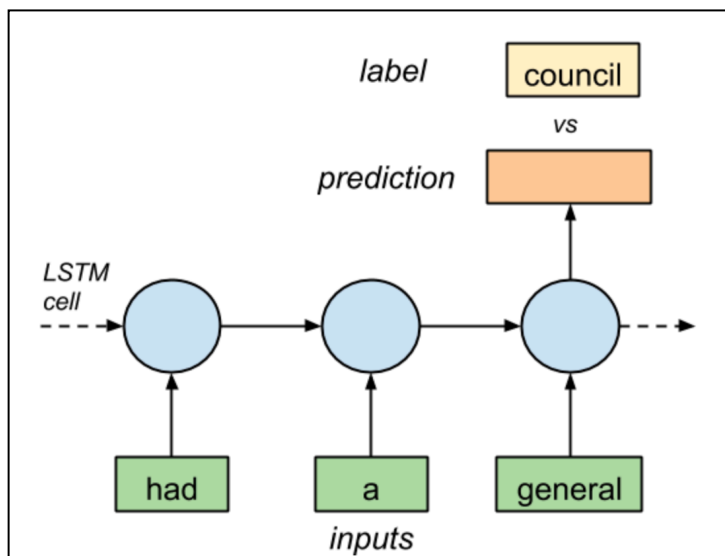 label
council
vs
prediction
LSTM
cell
had
a
general
inputs